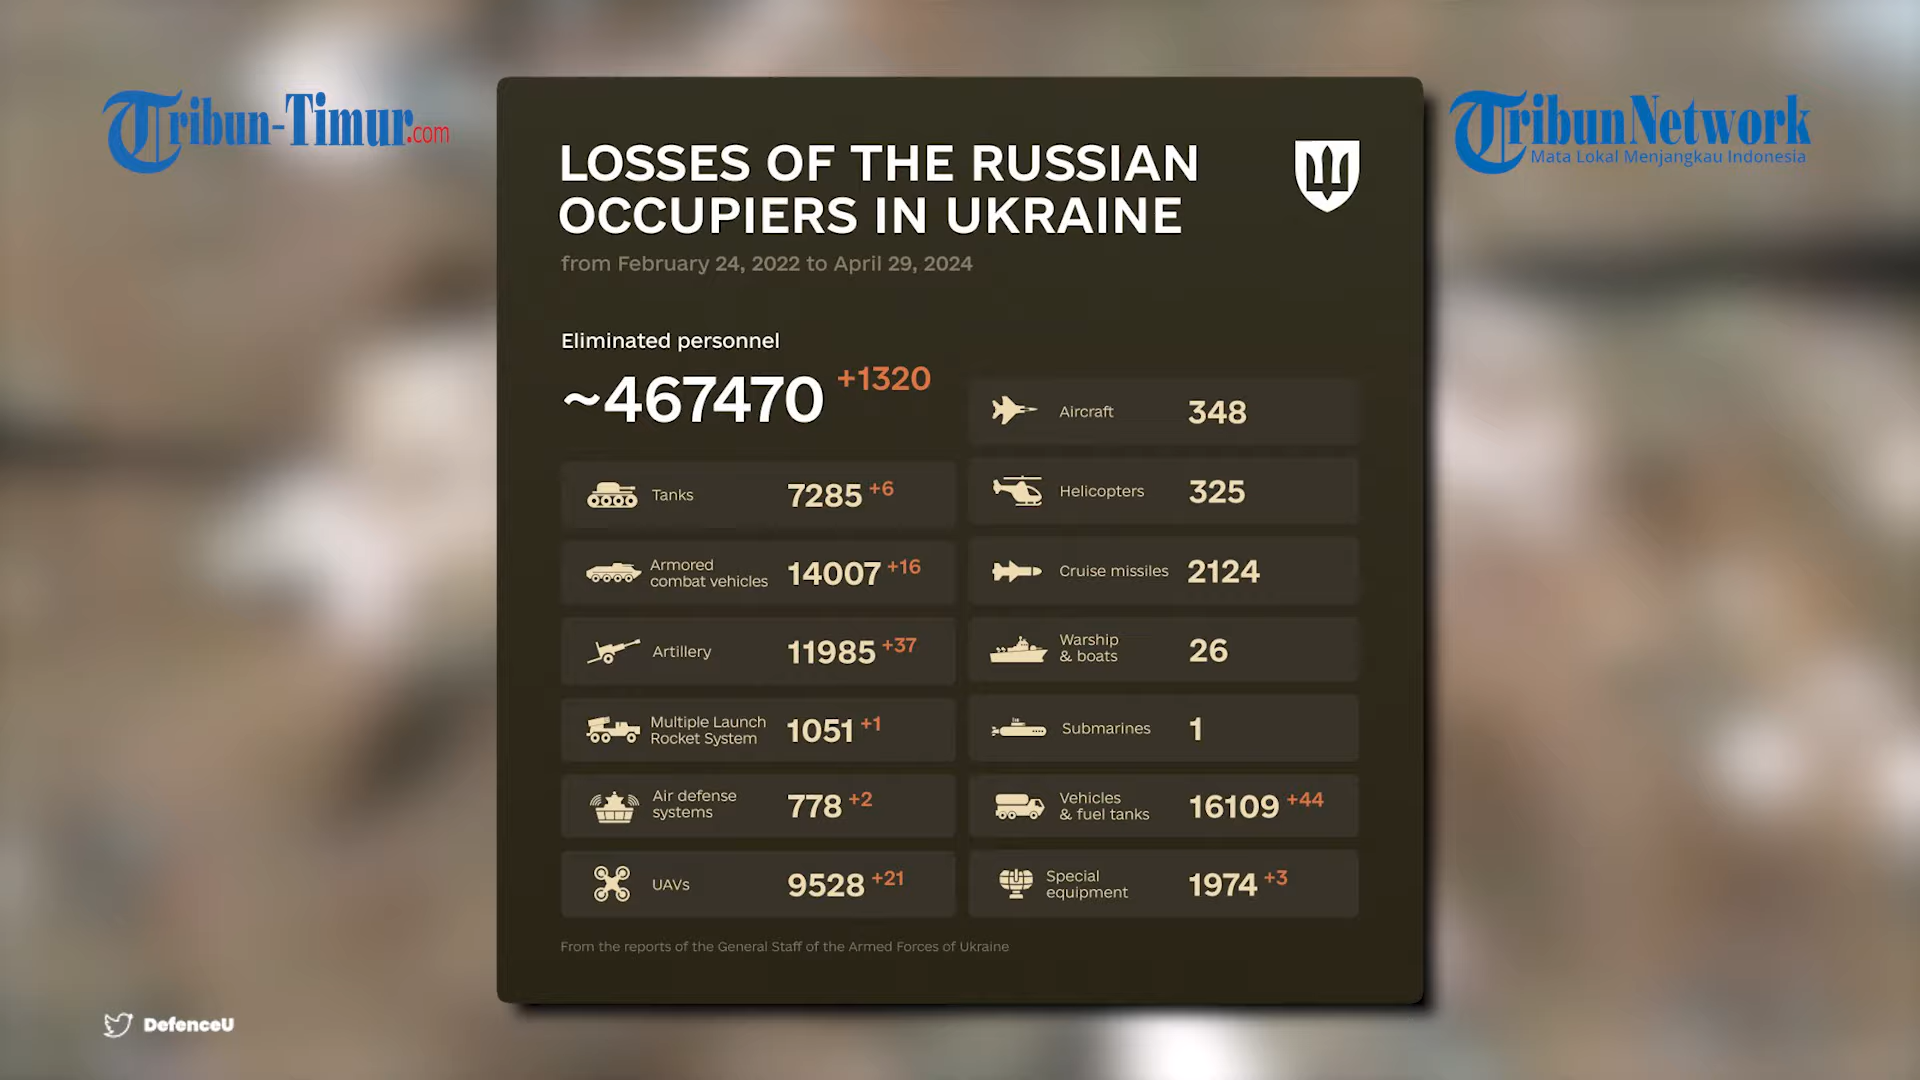 Tribun-Timur.com
TribunNetwork
Mata Lokal Menjangkau Indonesia
LOSSES OF THE RUSSIAN
OCCUPIERS IN UKRAINE
from February 24, 2022 to April 29, 2024
Eliminated personnel
~467470 +1320
Tanks 7285 +6
Armored
combat vehicles 14007 +16
Artillery 11985 +37
Multiple Launch
Rocket System 1051 +1
Air defense
systems 778 +2
UAVs 9528 +21
Aircraft 348
Helicopters 325
Cruise missiles 2124
Warship
& boats 26
Submarines 1
Vehicles
& fuel tanks 16109 +44
Special
equipment 1974 +3
From the reports of the General Staff of the Armed Forces of Ukraine
DefenceU